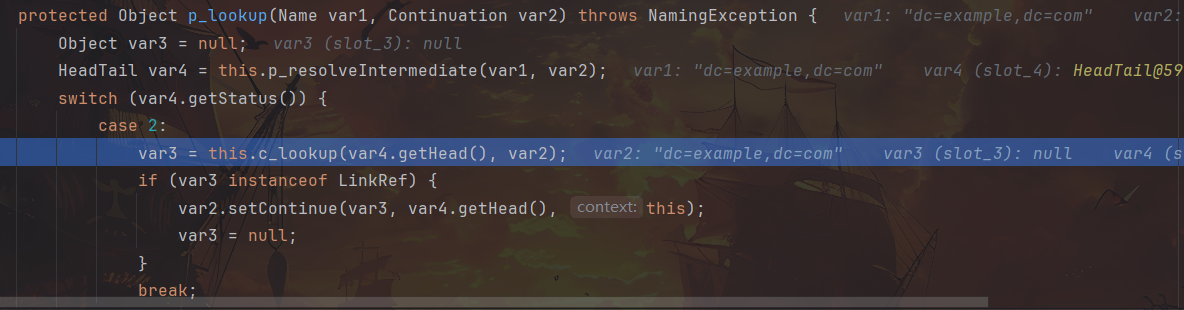 protected Object p_lookup(Name var1, Continuation var2) throws NamingException {   var1: "dc=example,dc=com"    var2:
    Object var3 = null;   var3 (slot_3): null
    HeadTail var4 = this.p_resolveIntermediate(var1, var2);   var1: "dc=example,dc=com"    var4 (slot_4): HeadTail@59
    switch (var4.getStatus()) {
        case 2:
            var3 = this.c_lookup(var4.getHead(), var2);   var2: "dc=example,dc=com"    var3 (slot_3): null    var4 (s
            if (var3 instanceof LinkRef) {
                var2.setContinue(var3, var4.getHead(), context: this);
                var3 = null;
            }
            break;